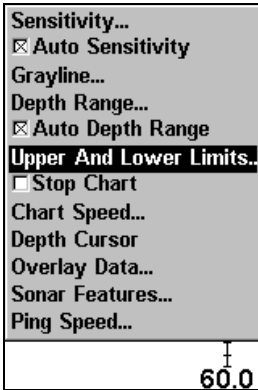 Sensitivity...
Auto Sensitivity
Grayline...
Depth Range...
Auto Depth Range
Upper And Lower Limits..
Stop Chart
Chart Speed...
Depth Cursor
Overlay Data...
Sonar Features...
Ping Speed...
60.0